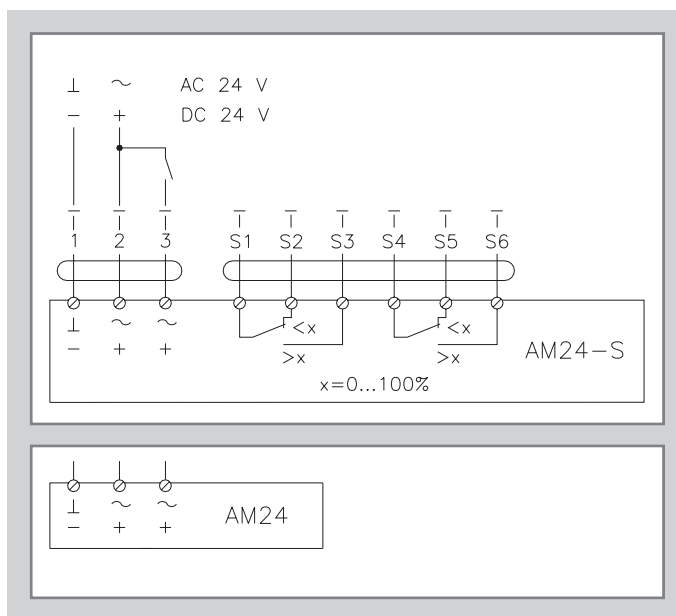 ⊥ ~ AC 24 V
− + DC 24 V
1 2 3 S1 S2 S3 S4 S5 S6
⊥ ~ ~
− + +
<x <x
>x >x
AM24-S
x=0...100%
⊥ ~ ~
− + +
AM24